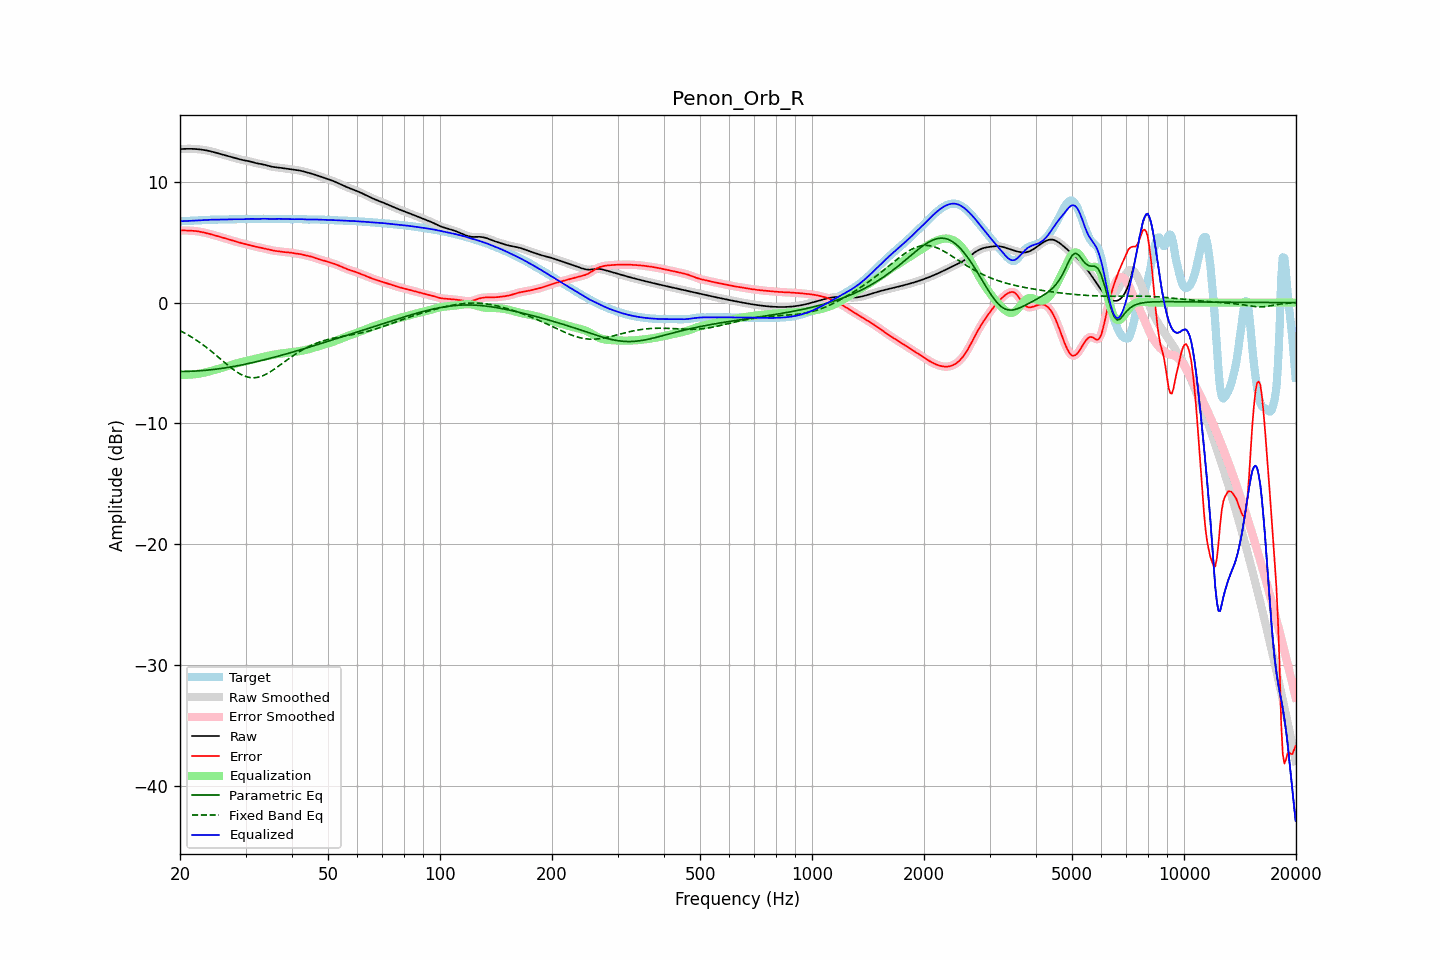 Penon_Orb_R
Amplitude (dBr)
10
0
−10
−20
−30
−40
Target
Raw Smoothed
Error Smoothed
Raw
Error
Equalization
Parametric Eq
Fixed Band Eq
Equalized
20 50 100 200 500 1000 2000 5000 10000 20000
Frequency (Hz)